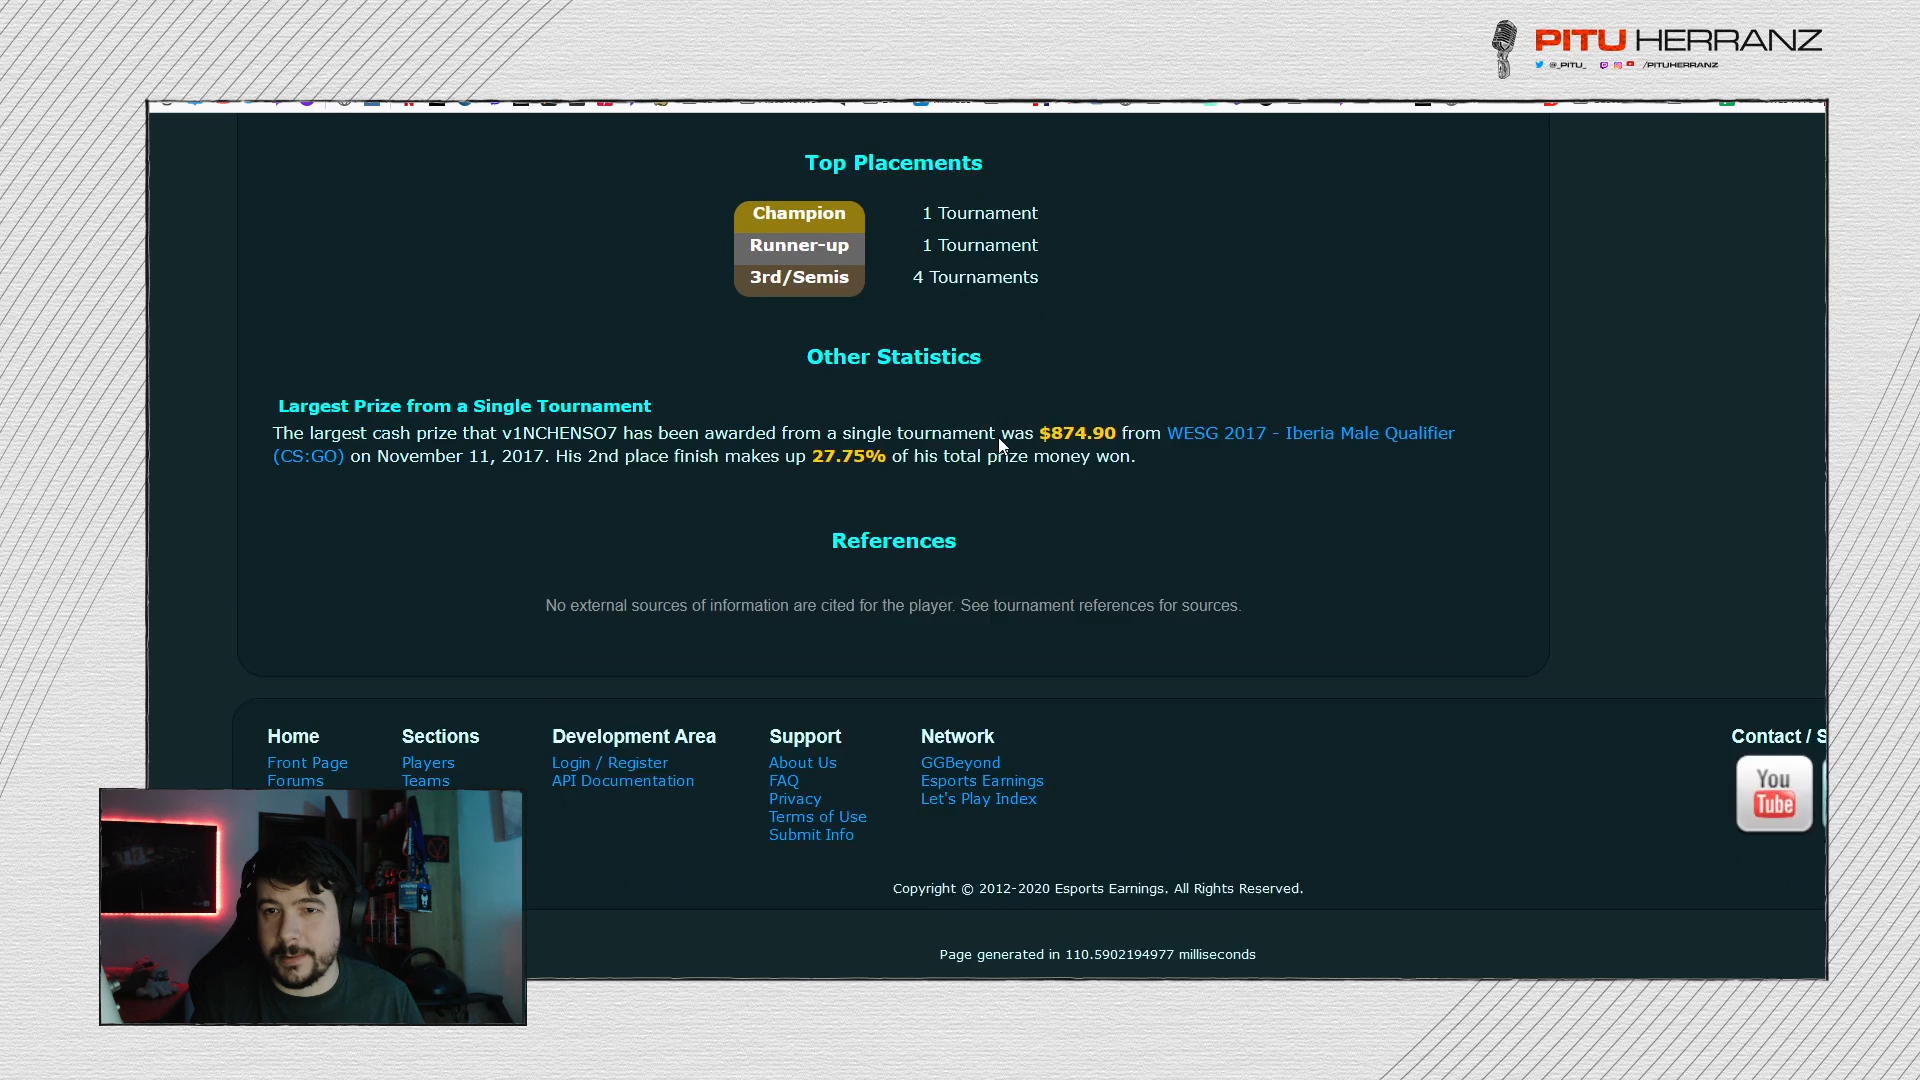 PITU HERRANZ
@_PITU_ /PITUHERRANZ
Top Placements
Champion 1 Tournament
Runner-up 1 Tournament
3rd/Semis 4 Tournaments
Other Statistics
Largest Prize from a Single Tournament
The largest cash prize that v1NCHENSO7 has been awarded from a single tournament was $874.90 from WESG 2017 - Iberia Male Qualifier
(CS:GO) on November 11, 2017. His 2nd place finish makes up 27.75% of his total prize money won.
References
No external sources of information are cited for the player. See tournament references for sources.
Home Sections Development Area Support Network Contact / S
Front Page Players Login / Register About Us GGBeyond
Forums Teams API Documentation FAQ Esports Earnings
Privacy Let's Play Index
Terms of Use
Submit Info
You
Tube
Copyright © 2012-2020 Esports Earnings. All Rights Reserved.
Page generated in 110.5902194977 milliseconds